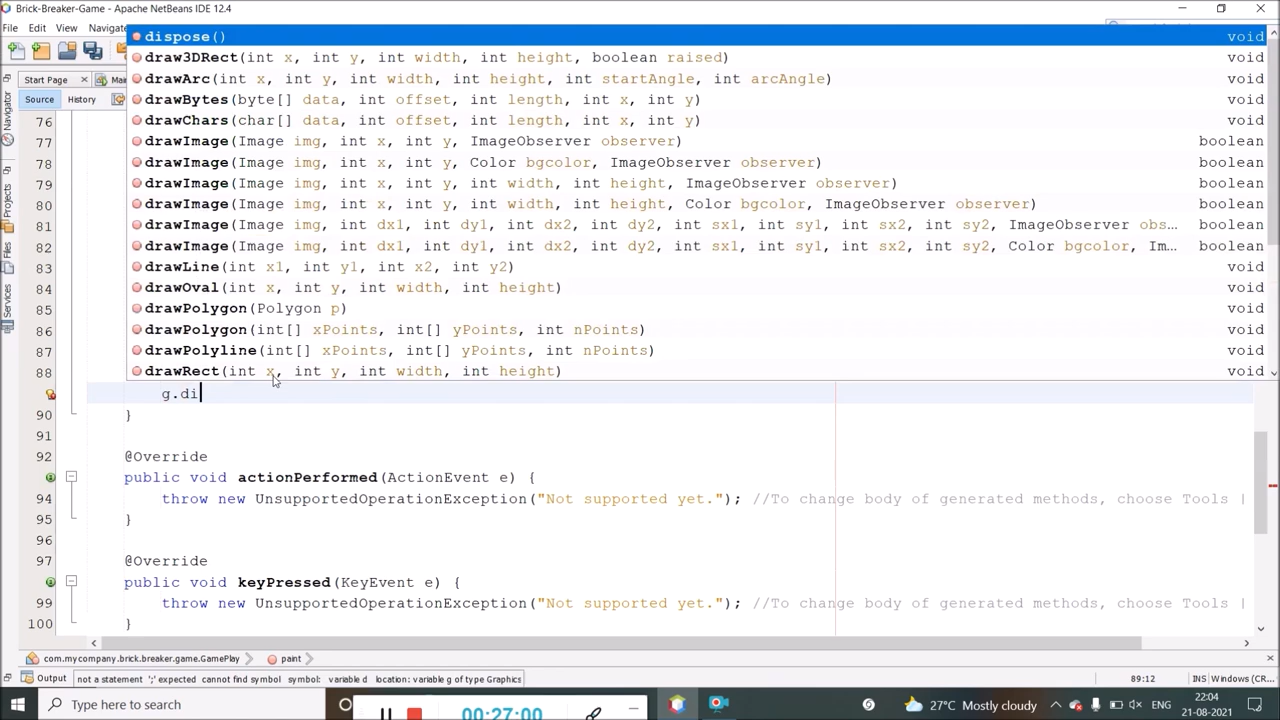 Brick-Breaker-Game - Apache NetBeans IDE 12.4
File Edit View Navigate
Start Page
Source History
dispose() void
draw3DRect(int x, int y, int width, int height, boolean raised) void
drawArc(int x, int y, int width, int height, int startAngle, int arcAngle) void
drawBytes(byte[] data, int offset, int length, int x, int y) void
drawChars(char[] data, int offset, int length, int x, int y) void
drawImage(Image img, int x, int y, ImageObserver observer) boolean
drawImage(Image img, int x, int y, Color bgcolor, ImageObserver observer) boolean
drawImage(Image img, int x, int y, int width, int height, ImageObserver observer) boolean
drawImage(Image img, int x, int y, int width, int height, Color bgcolor, ImageObserver observer) boolean
drawImage(Image img, int dx1, int dy1, int dx2, int dy2, int sx1, int sy1, int sx2, int sy2, ImageObserver obs... boolean
drawImage(Image img, int dx1, int dy1, int dx2, int dy2, int sx1, int sy1, int sx2, int sy2, Color bgcolor, Im... boolean
drawLine(int x1, int y1, int x2, int y2) void
drawOval(int x, int y, int width, int height) void
drawPolygon(Polygon p) void
drawPolygon(int[] xPoints, int[] yPoints, int nPoints) void
drawPolyline(int[] xPoints, int[] yPoints, int nPoints) void
drawRect(int x, int y, int width, int height) void
76
77
78
79
80
81
82
83
84
85
86
87
88
g.di
90 }
91
92 @Override
public void actionPerformed(ActionEvent e) {
94 throw new UnsupportedOperationException("Not supported yet."); //To change body of generated methods, choose Tools |
95 }
96
97 @Override
public void keyPressed(KeyEvent e) {
99 throw new UnsupportedOperationException("Not supported yet."); //To change body of generated methods, choose Tools |
100 }
Navigator
Projects
Files
Services
com.mycompany.brick.breaker.game.GamePlay paint
Output not a statement ';' expected cannot find symbol symbol: variable d location: variable g of type Graphics 89:12 INS Windows (CR...
Type here to search 00:27:00 27°C Mostly cloudy ENG 22:04
21-08-2021